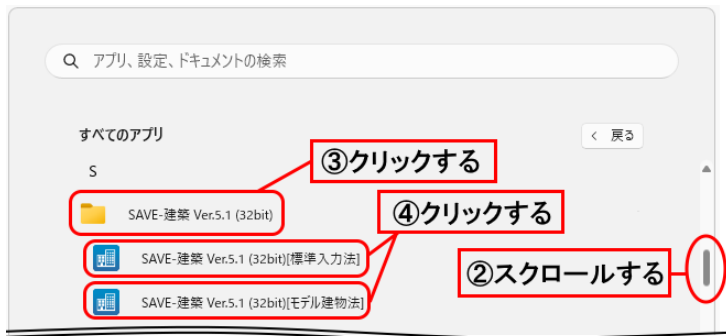 アプリ、設定、ドキュメントの検索
すべてのアプリ
< 戻る
③クリックする
S
SAVE-建築 Ver.5.1 (32bit)
④クリックする
SAVE-建築 Ver.5.1 (32bit)[標準入力法]
②スクロールする
SAVE-建築 Ver.5.1 (32bit)[モデル建物法]